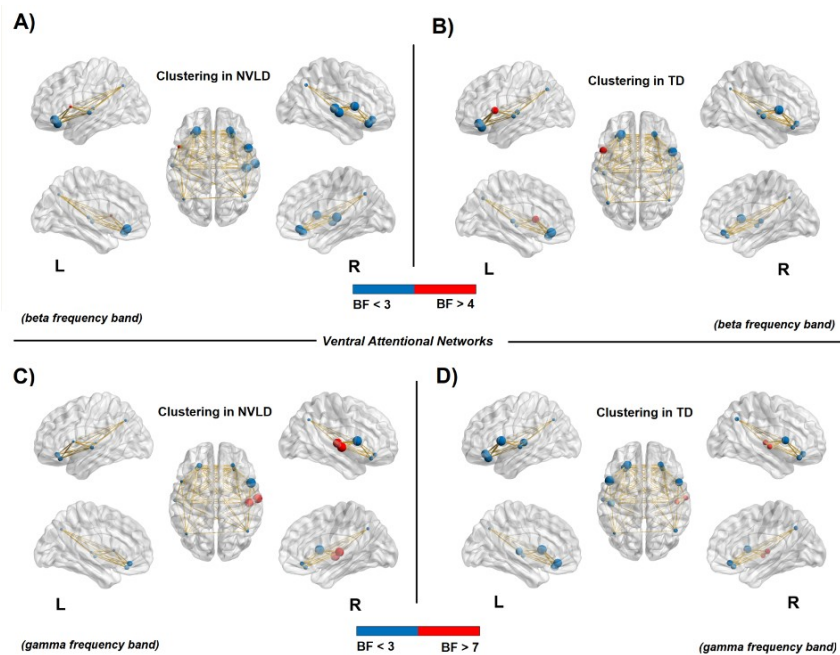 A)
Clustering in NVLD
L
R
(beta frequency band)
B)
Clustering in TD
L
R
(beta frequency band)
BF < 3
BF > 4
Ventral Attentional Networks
C)
Clustering in NVLD
L
R
(gamma frequency band)
D)
Clustering in TD
L
R
(gamma frequency band)
BF < 3
BF > 7